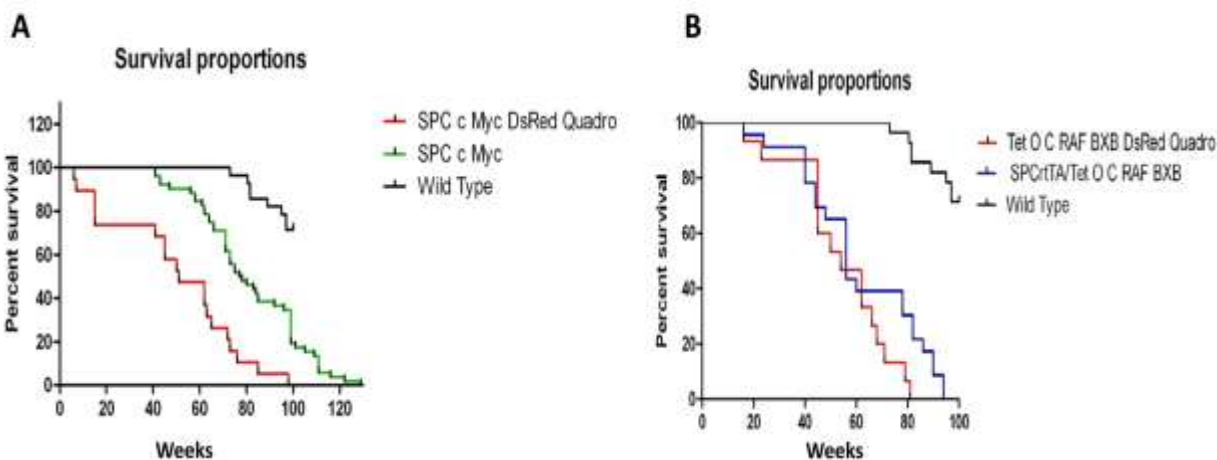 A
Survival proportions
Percent survival
120
100
80
60
40
20
0
0 20 40 60 80 100 120
Weeks
SPC c Myc DsRed Quadro
SPC c Myc
Wild Type
B
Survival proportions
Percent survival
100
80
60
40
20
0
0 20 40 60 80 100
Weeks
Tet O C RAF BXB DsRed Quadro
SPCrtTA/Tet O C RAF BXB
Wild Type